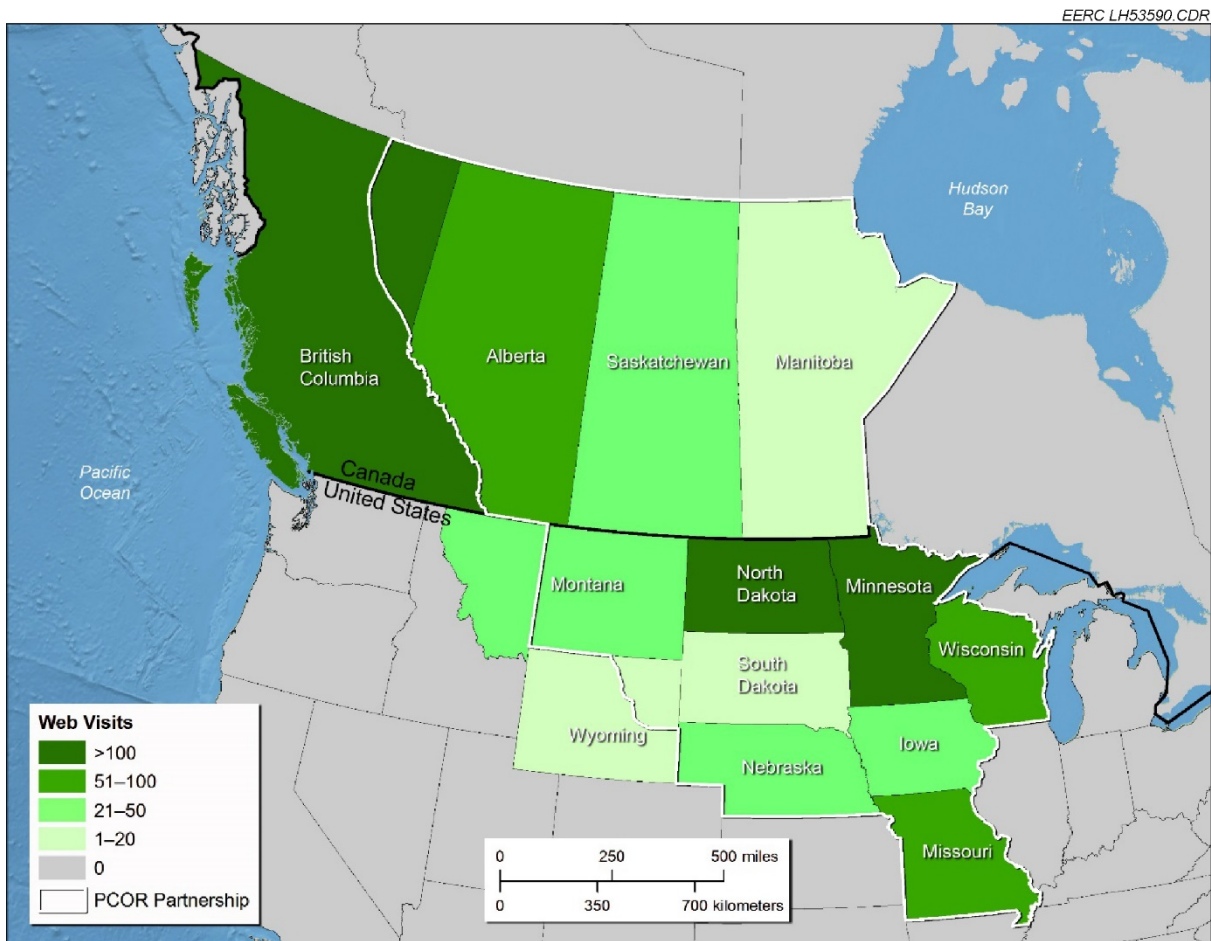 EERC LH53590.CDR
Hudson
Bay
British
Columbia
Alberta
Saskatchewan
Manitoba
Pacific
Ocean
Canada
United States
Montana
North
Dakota
Minnesota
Wisconsin
South
Dakota
Wyoming
Nebraska
Iowa
Missouri
Web Visits
>100
51–100
21–50
1–20
0
PCOR Partnership
0 250 500 miles
0 350 700 kilometers